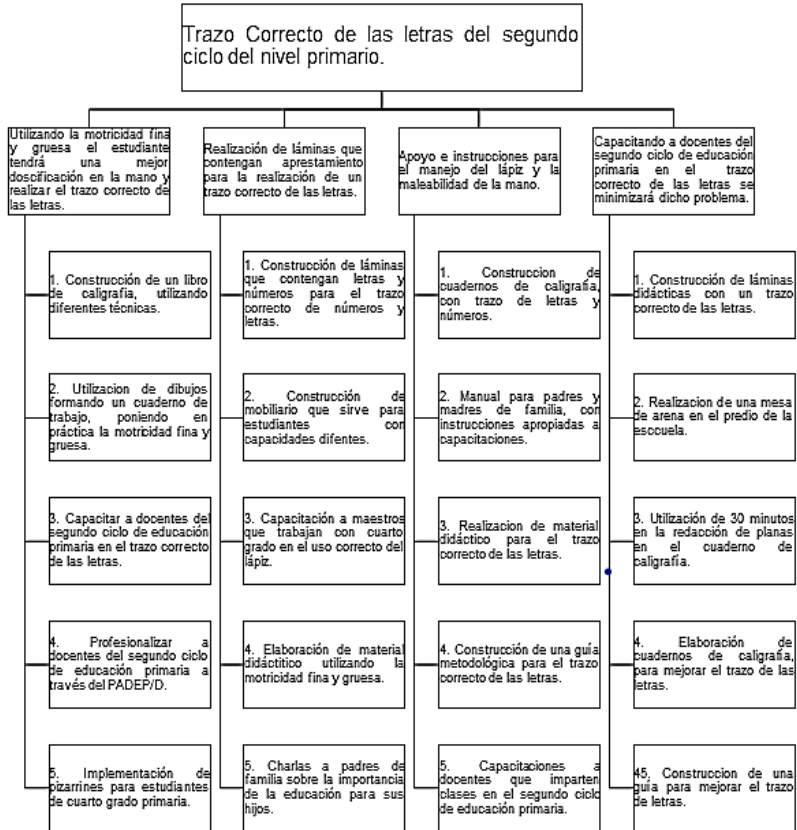 Trazo Correcto de las letras del segundo
ciclo del nivel primario.
Utilizando la motricidad fina
y gruesa el estudiante
tendrá una mejor
doscificación en la mano y
realizar el trazo correcto de
las letras.
Realización de láminas que
contengan aprestamiento
para la realización de un
trazo correcto de las letras.
Apoyo e instrucciones para
el manejo del lápiz y la
maleabilidad de la mano.
Capacitando a docentes del
segundo ciclo de educación
primaria en el trazo
correcto de las letras se
minimizará dicho problema.
1. Construcción de un libro
de caligrafia, utilizando
diferentes técnicas.
2. Utilizacion de dibujos
formando un cuaderno de
trabajo, poniendo en
práctica la motricidad fina y
gruesa.
3. Capacitar a docentes del
segundo ciclo de educación
primaria en el trazo correcto
de las letras.
4. Profesionalizar a
docentes del segundo ciclo
de educación primaria a
través del PADEP/D.
5. Implementación de
pizarrines para estudiantes
de cuarto grado primaria.
1. Construcción de láminas
que contengan letras y
números para el trazo
correcto de números y
letras.
2. Construcción de
mobiliario que sirve para
estudiantes con
capacidades difentes.
3. Capacitación a maestros
que trabajan con cuarto
grado en el uso correcto del
lápiz.
4. Elaboración de material
didáctitico utilizando la
motricidad fina y gruesa.
5. Charlas a padres de
familia sobre la importancia
de la educación para sus
hijos.
1. Construccion de
cuadernos de caligrafía,
con trazo de letras y
números.
2. Manual para padres y
madres de familia, con
instrucciones apropiadas a
capacitaciones.
3. Realizacion de material
didáctico para el trazo
correcto de las letras.
4. Construcción de una guía
metodológica para el trazo
correcto de las letras.
5. Capacitaciones a
docentes que imparten
clases en el segundo ciclo
de educación primaria.
1. Construcción de láminas
didácticas con un trazo
correcto de las letras.
2. Realizacion de una mesa
de arena en el predio de la
esccuela.
3. Utilización de 30 minutos
en la redacción de planas
en el cuaderno de
caligrafía.
4. Elaboración de
cuadernos de caligrafía,
para mejorar el trazo de las
letras.
45. Construccion de una
guía para mejorar el trazo
de letras.